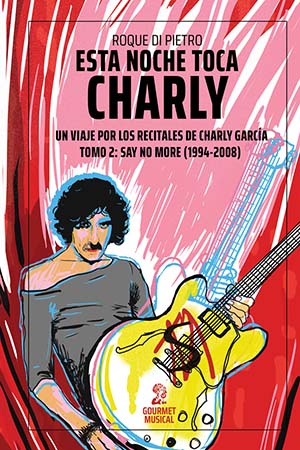 ROQUE DI PIETRO
ESTA NOCHE TOCA
CHARLY
UN VIAJE POR LOS RECITALES DE CHARLY GARCÍA
TOMO 2: SAY NO MORE (1994-2008)
GOURMET
MUSICAL